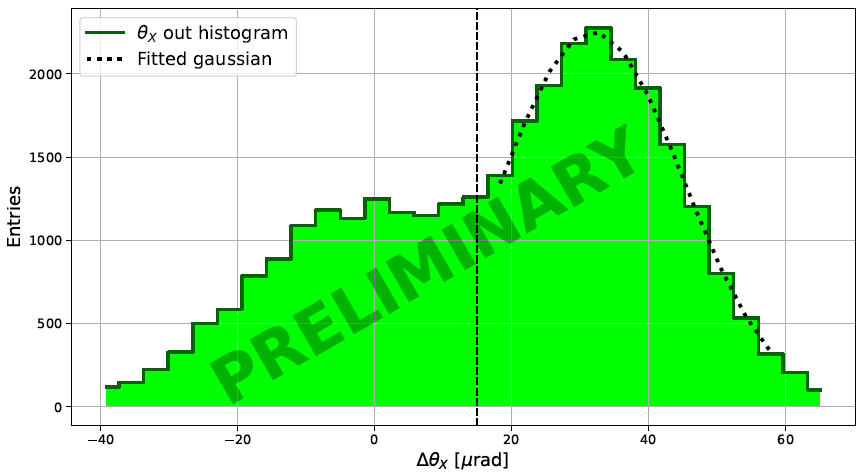 θX out histogram
Fitted gaussian
Entries
2000
1500
1000
500
0
PRELIMINARY
−40
−20
0
20
40
60
ΔθX [μrad]